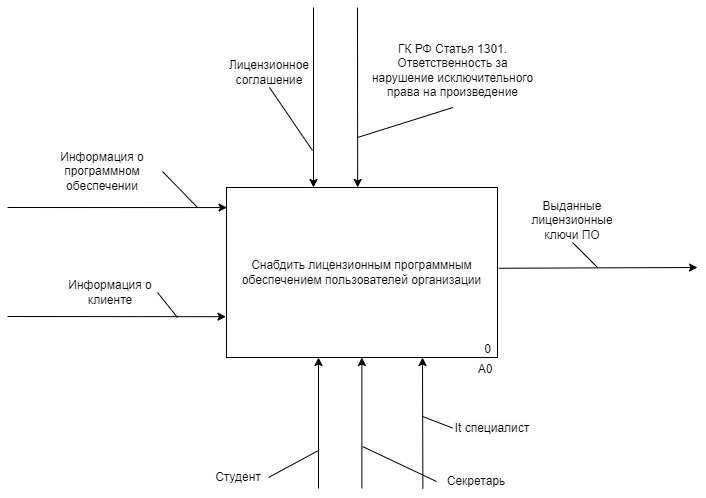 Лицензионное
соглашение
ГК РФ Статья 1301.
Ответственность за
нарушение исключительного
права на произведение
Информация о
программном
обеспечении
Выданные
лицензионные
ключи ПО
Снабдить лицензионным программным
обеспечением пользователей организации
Информация о
клиенте
0
A0
It специалист
Студент
Секретарь